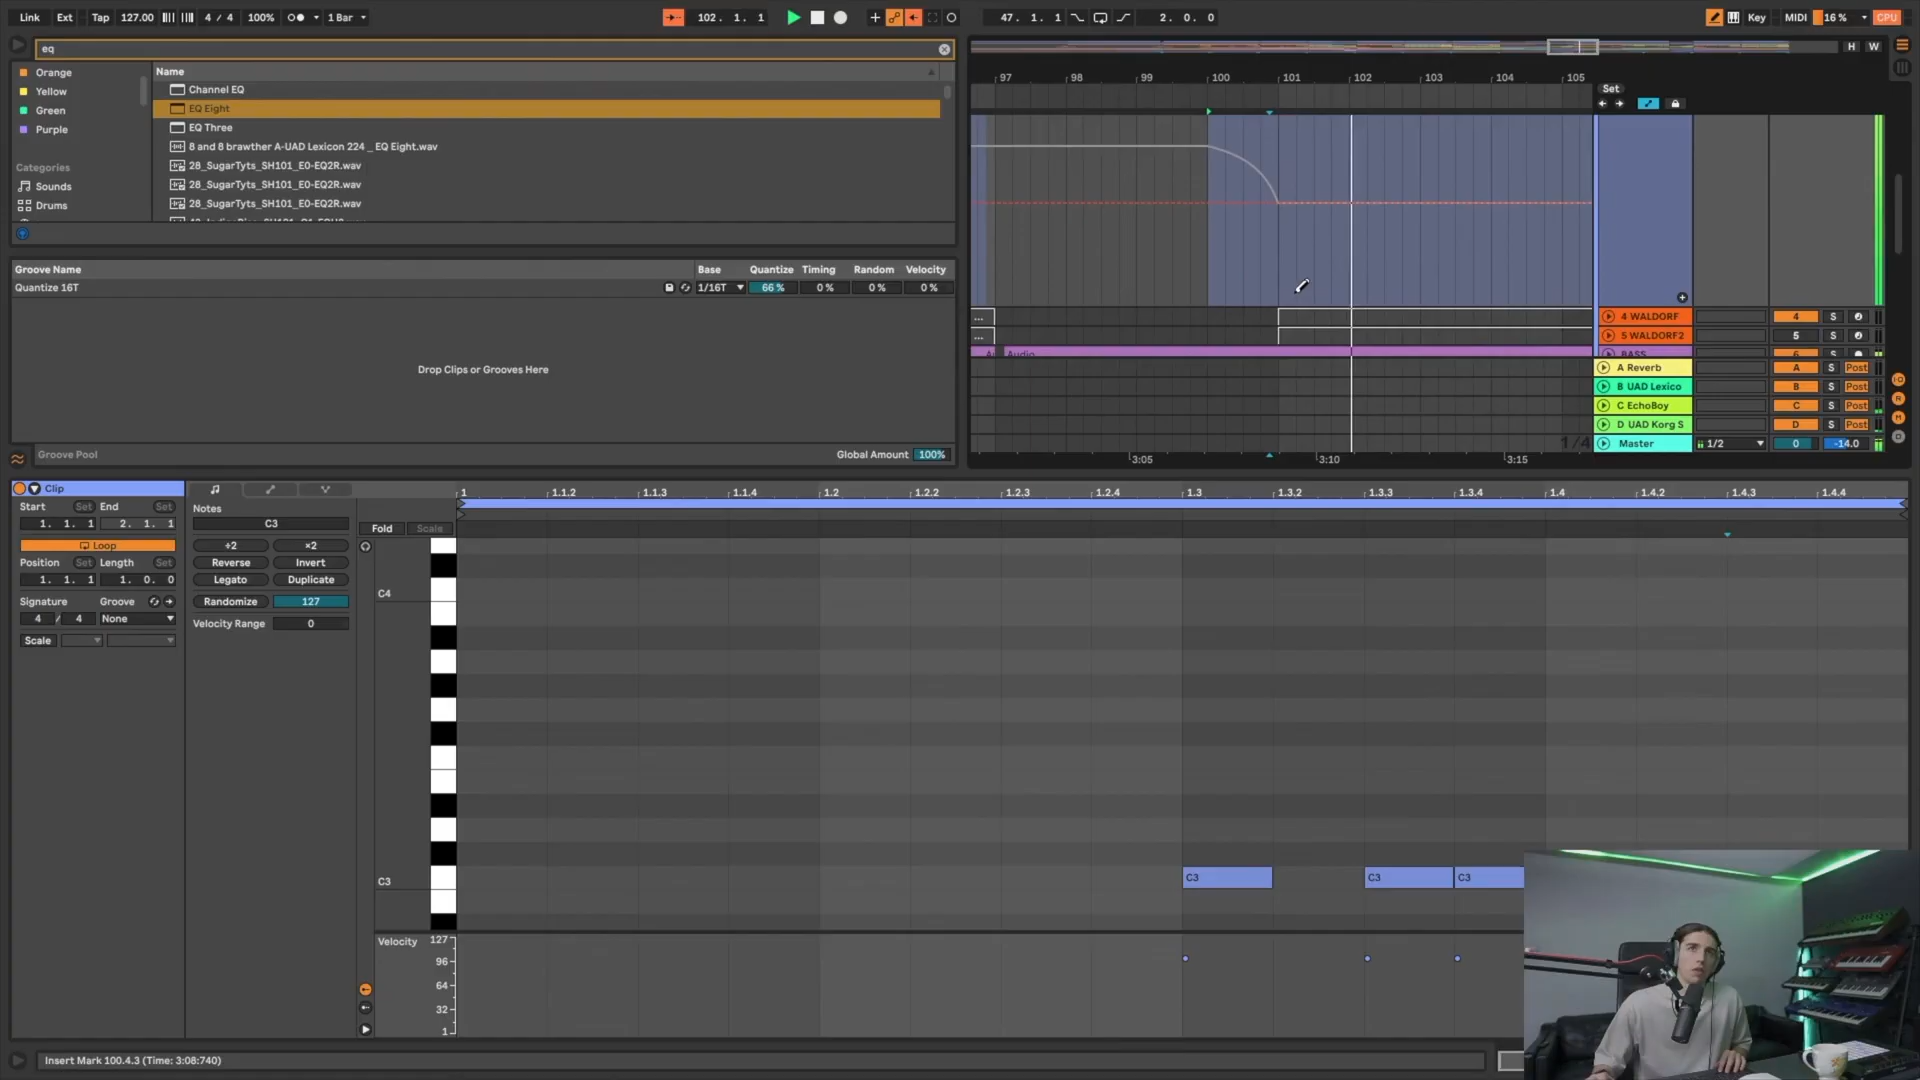 Link Ext Tap 127.00 4 / 4 100% 1 Bar 102. 1. 1 47. 1. 1 2. 0. 0 Key MIDI 16 % CPU
eq
H W
Orange
Yellow
Green
Purple
Categories
Sounds
Drums
Name
Channel EQ
EQ Eight
EQ Three
8 and 8 brawther A-UAD Lexicon 224 _ EQ Eight.wav
28_SugarTyts_SH101_E0-EQ2R.wav
28_SugarTyts_SH101_E0-EQ2R.wav
28_SugarTyts_SH101_E0-EQ2R.wav
97 98 99 100 101 102 103 104 105
Set
Groove Name Base Quantize Timing Random Velocity
Quantize 16T 1/16T 66 % 0 % 0 % 0 %
Drop Clips or Grooves Here
Groove Pool Global Amount 100%
... 4 WALDORF 4 S
... 5 WALDORF2 5 S
Audio BASS 6 S
A Reverb A S Post
B UAD Lexico B S Post
C EchoBoy C S Post
D UAD Korg S D S Post
1/4 Master 1/2 0 -14.0
3:05 3:10 3:15
Clip
Start Set End Set
1. 1. 1 2. 1. 1
Loop
Position Set Length Set
1. 1. 1 1. 0. 0
Signature Groove
4 / 4 None
Scale
Notes
C3
÷2 ×2
Reverse Invert
Legato Duplicate
Randomize 127
Velocity Range 0
Fold Scale
1 1.1.2 1.1.3 1.1.4 1.2 1.2.2 1.2.3 1.2.4 1.3 1.3.2 1.3.3 1.3.4 1.4 1.4.2 1.4.3 1.4.4
C4
C3 C3 C3 C3
Velocity 127
96
64
32
1
Insert Mark 100.4.3 (Time: 3:08:740)